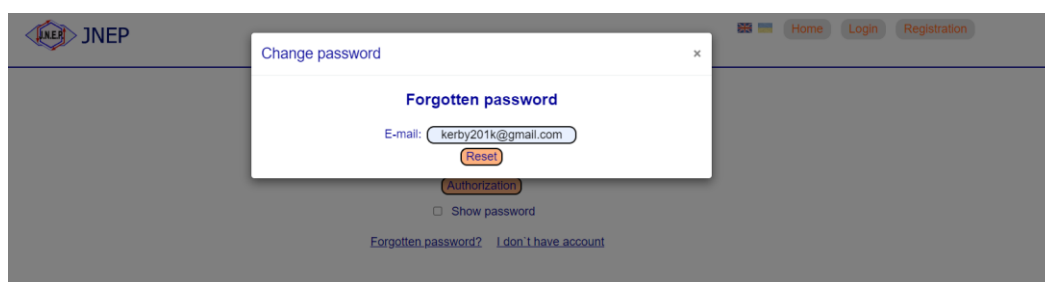 J.N.E.P. JNEP
Home Login Registration
Change password ×
Forgotten password
E-mail: kerby201k@gmail.com
Reset
Authorization
Show password
Forgotten password? I don`t have account